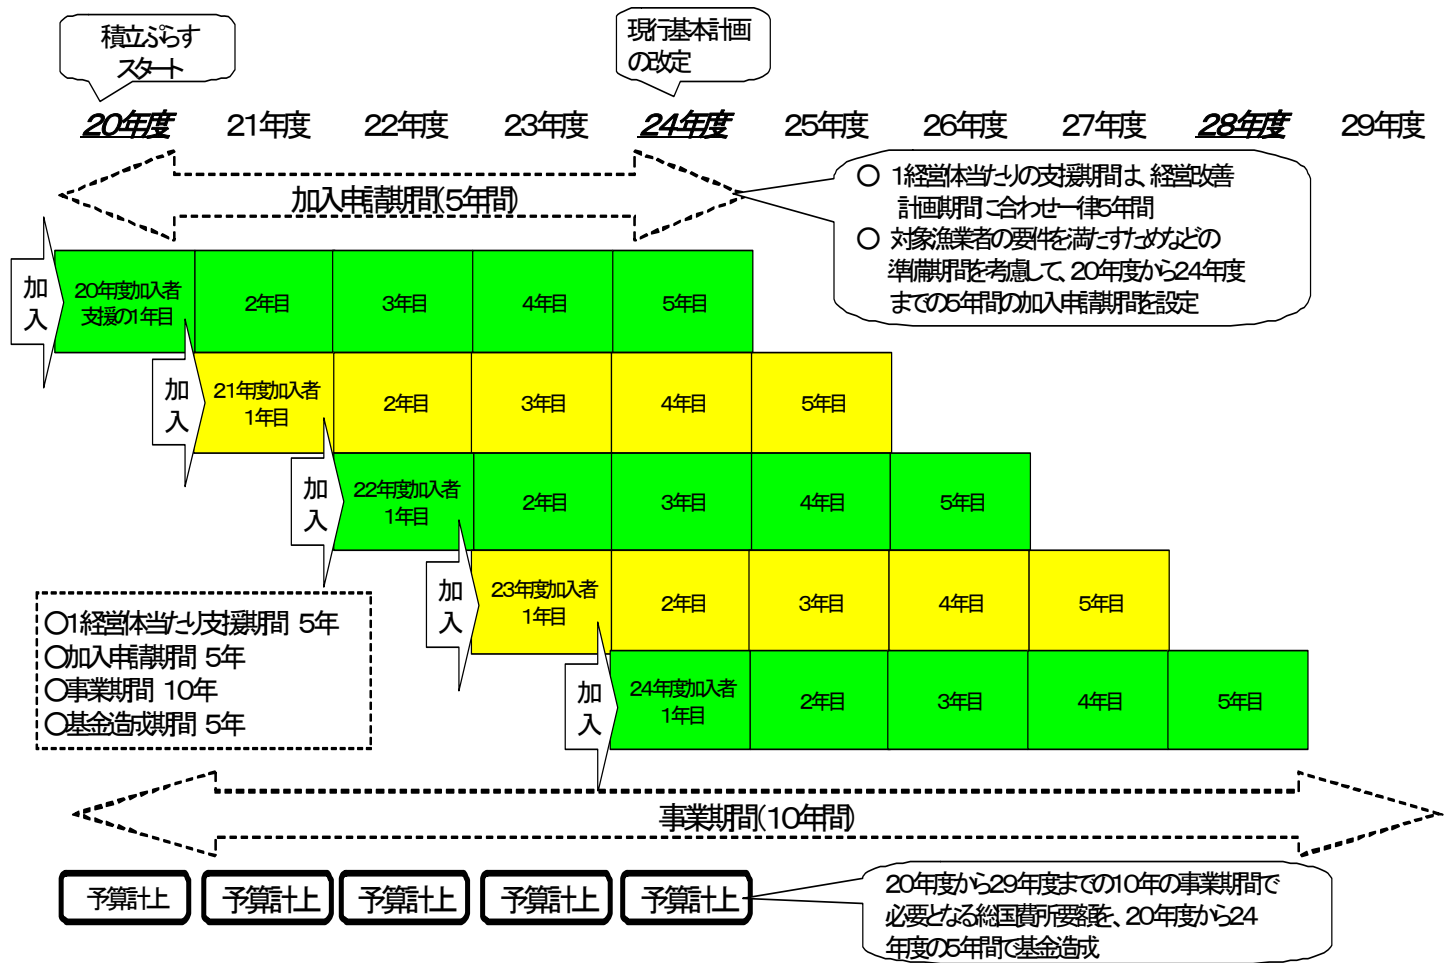 積立ぷらす
スタート
現行基本計画
の改定
20年度 21年度 22年度 23年度 24年度 25年度 26年度 27年度 28年度 29年度
加入申請期間(5年間)
○ 1経営体当たりの支援期間は、経営改善
計画期間に合わせ一律5年間
○ 対象漁業者の要件を満たすためなどの
準備期間を考慮して、20年度から24年度
までの5年間の加入申請期間を設定
加
入
20年度加入者
支援の1年目
2年目
3年目
4年目
5年目
加
入
21年度加入者
1年目
2年目
3年目
4年目
5年目
加
入
22年度加入者
1年目
2年目
3年目
4年目
5年目
加
入
23年度加入者
1年目
2年目
3年目
4年目
5年目
○1経営体当たり支援期間 5年
○加入申請期間 5年
○事業期間 10年
○基金造成期間 5年
加
入
24年度加入者
1年目
2年目
3年目
4年目
5年目
事業期間(10年間)
予算計上
予算計上
予算計上
予算計上
予算計上
20年度から29年度までの10年の事業期間で
必要となる総国費所要額を、20年度から24
年度の5年間で基金造成